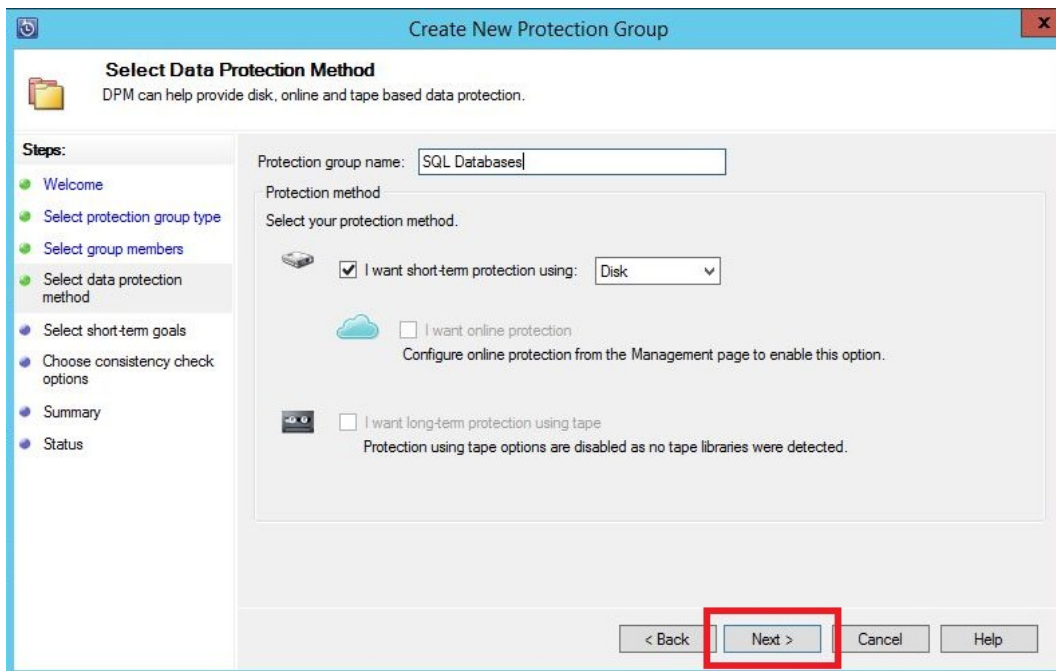 Create New Protection Group
x
Select Data Protection Method
DPM can help provide disk, online and tape based data protection.
Steps:
Welcome
Select protection group type
Select group members
Select data protection
method
Select short-term goals
Choose consistency check
options
Summary
Status
Protection group name: SQL Databases
Protection method
Select your protection method.
I want short-term protection using: Disk
I want online protection
Configure online protection from the Management page to enable this option.
I want long-term protection using tape
Protection using tape options are disabled as no tape libraries were detected.
< Back Next > Cancel Help